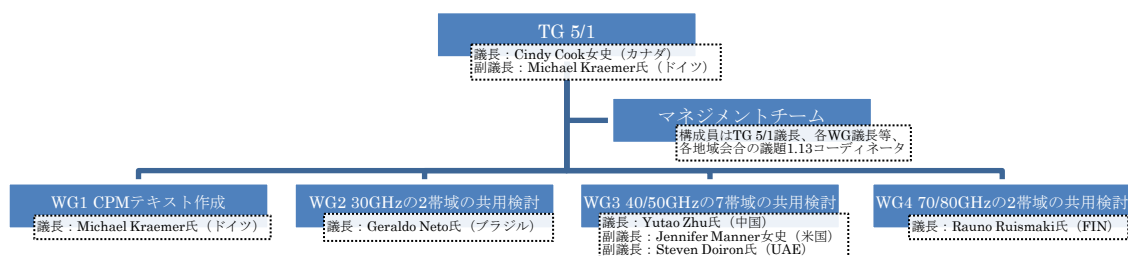 TG 5/1
議長：Cindy Cook女史（カナダ）
副議長：Michael Kraemer氏（ドイツ）
マネジメントチーム
構成員はTG 5/1議長、各WG議長等、
各地域会合の議題1.13コーディネータ
WG1 CPMテキスト作成
議長：Michael Kraemer氏（ドイツ）
WG2 30GHzの2帯域の共用検討
議長：Geraldo Neto氏（ブラジル）
WG3 40/50GHzの7帯域の共用検討
議長：Yutao Zhu氏（中国）
副議長：Jennifer Manner女史（米国）
副議長：Steven Doiron氏（UAE）
WG4 70/80GHzの2帯域の共用検討
議長：Rauno Ruismaki氏（FIN）